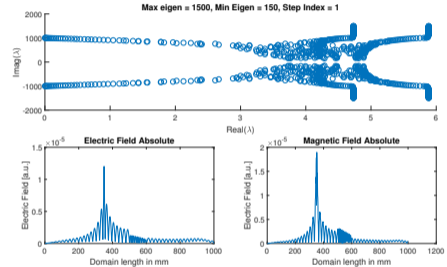 Max eigen = 1500, Min Eigen = 150, Step Index = 1
Imag(λ)
2000
1000
0
-1000
-2000
0 1 2 3 4 5 6
Real(λ)
Electric Field Absolute
×10⁻⁵
Electric Field [a.u.]
1.5
1
0.5
0
0 200 400 600 800 1000
Domain length in mm
Magnetic Field Absolute
×10⁻⁵
Electric Field [a.u.]
2
1.5
1
0.5
0
0 200 400 600 800 1000 1200
Domain length in mm